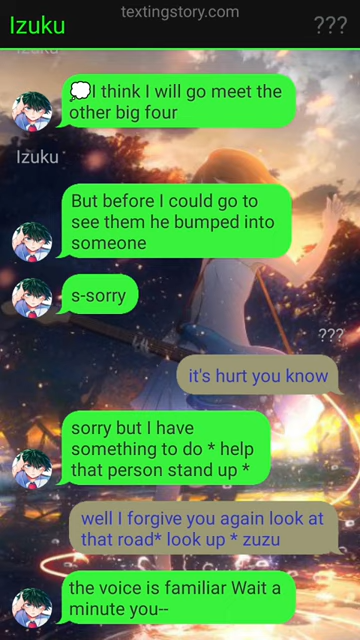 textingstory.com
Izuku
???
Izuku
💭I think I will go meet the
other big four
Izuku
But before I could go to
see them he bumped into
someone
s-sorry
???
it's hurt you know
sorry but I have
something to do * help
that person stand up *
well I forgive you again look at
that road* look up * zuzu
the voice is familiar Wait a
minute you--